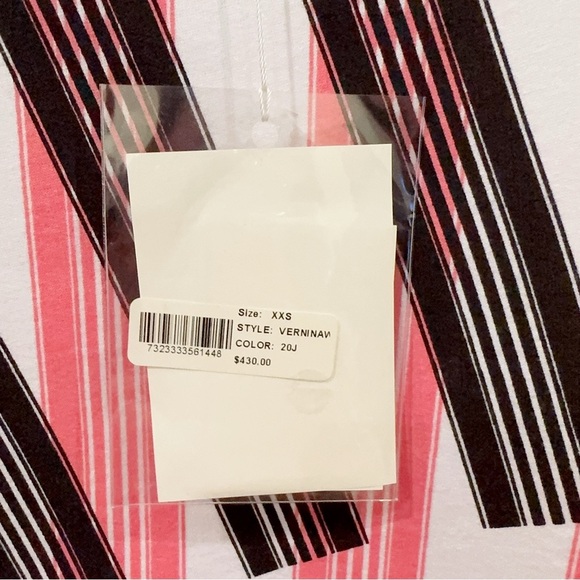 Size: XXS
STYLE: VERNINAW
COLOR: 20J
$430.00
7323333561448